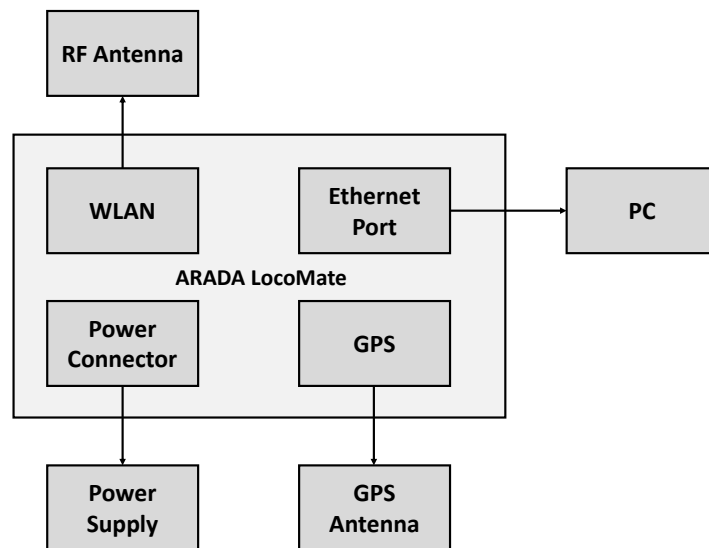 RF Antenna
WLAN
Ethernet
Port
PC
ARADA LocoMate
Power
Connector
GPS
Power
Supply
GPS
Antenna